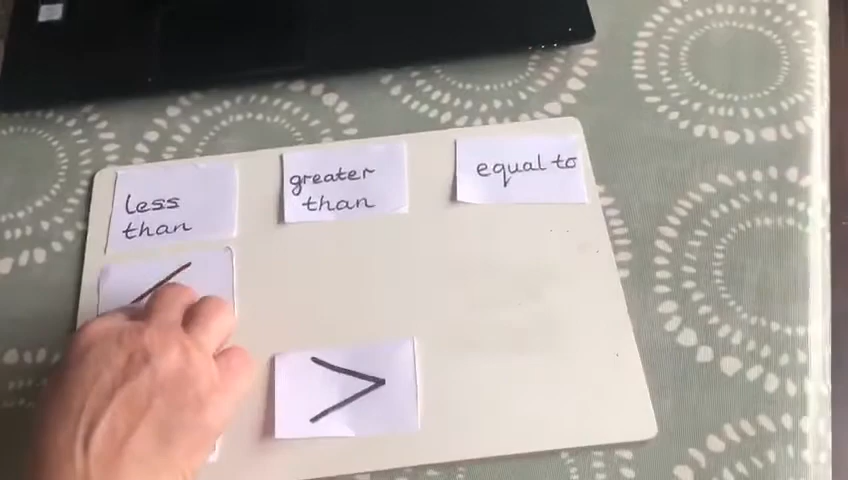 less
than
greater
than
equal to
>